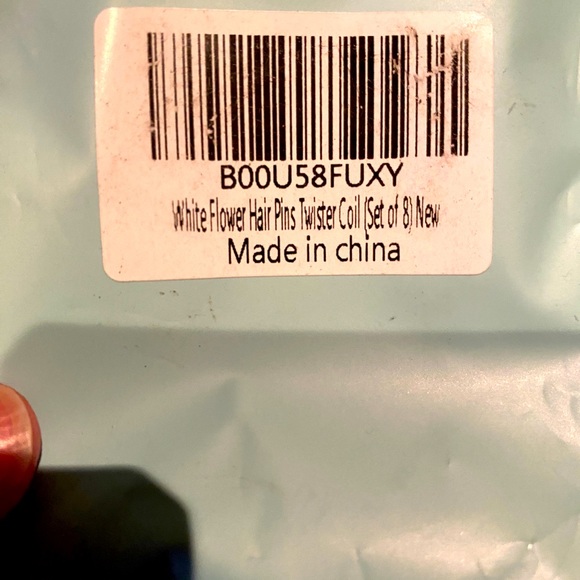 B00U58FUXY
White Flower Hair Pins Twister Coil (Set of 8) New
Made in china